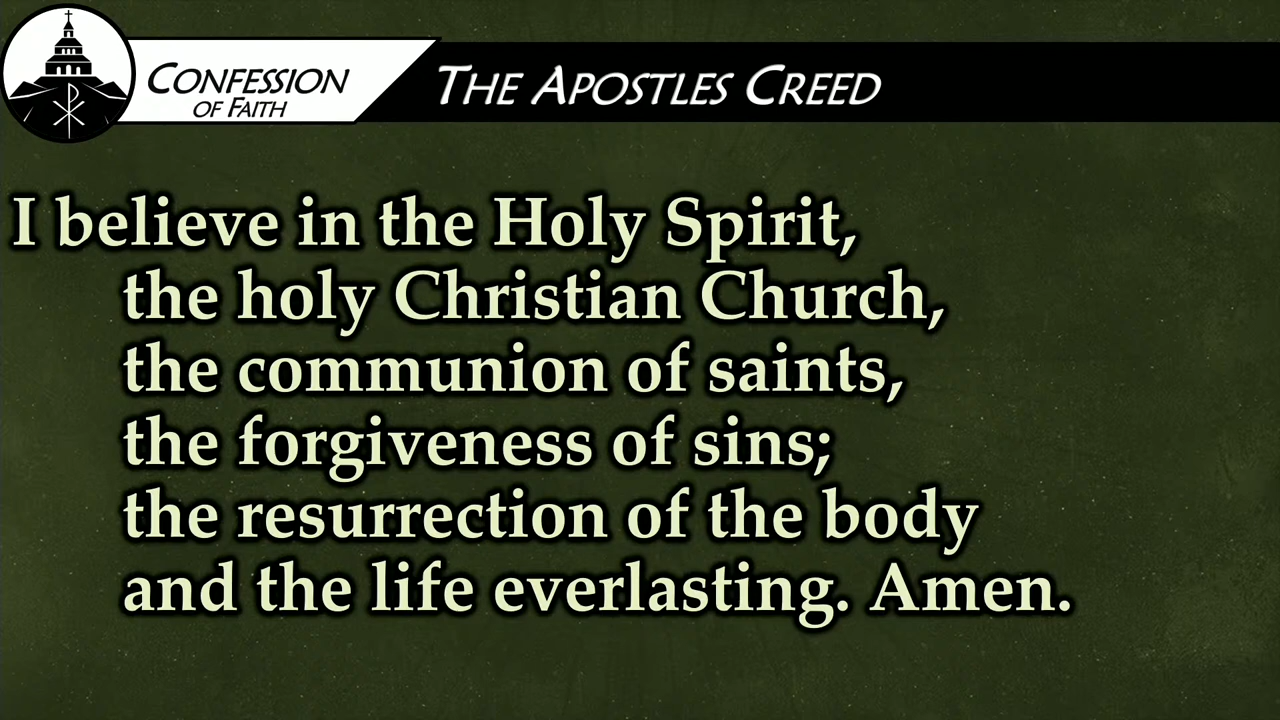 CONFESSION
OF FAITH
THE APOSTLES CREED
I believe in the Holy Spirit,
the holy Christian Church,
the communion of saints,
the forgiveness of sins;
the resurrection of the body
and the life everlasting. Amen.